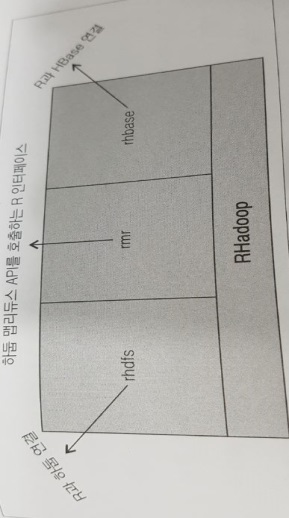 R과 하둡 연결
하둡 맵리듀스 API를 호출하는 R 인터페이스
R과 HBase 연결
rhdfs
rmr
rhbase
RHadoop